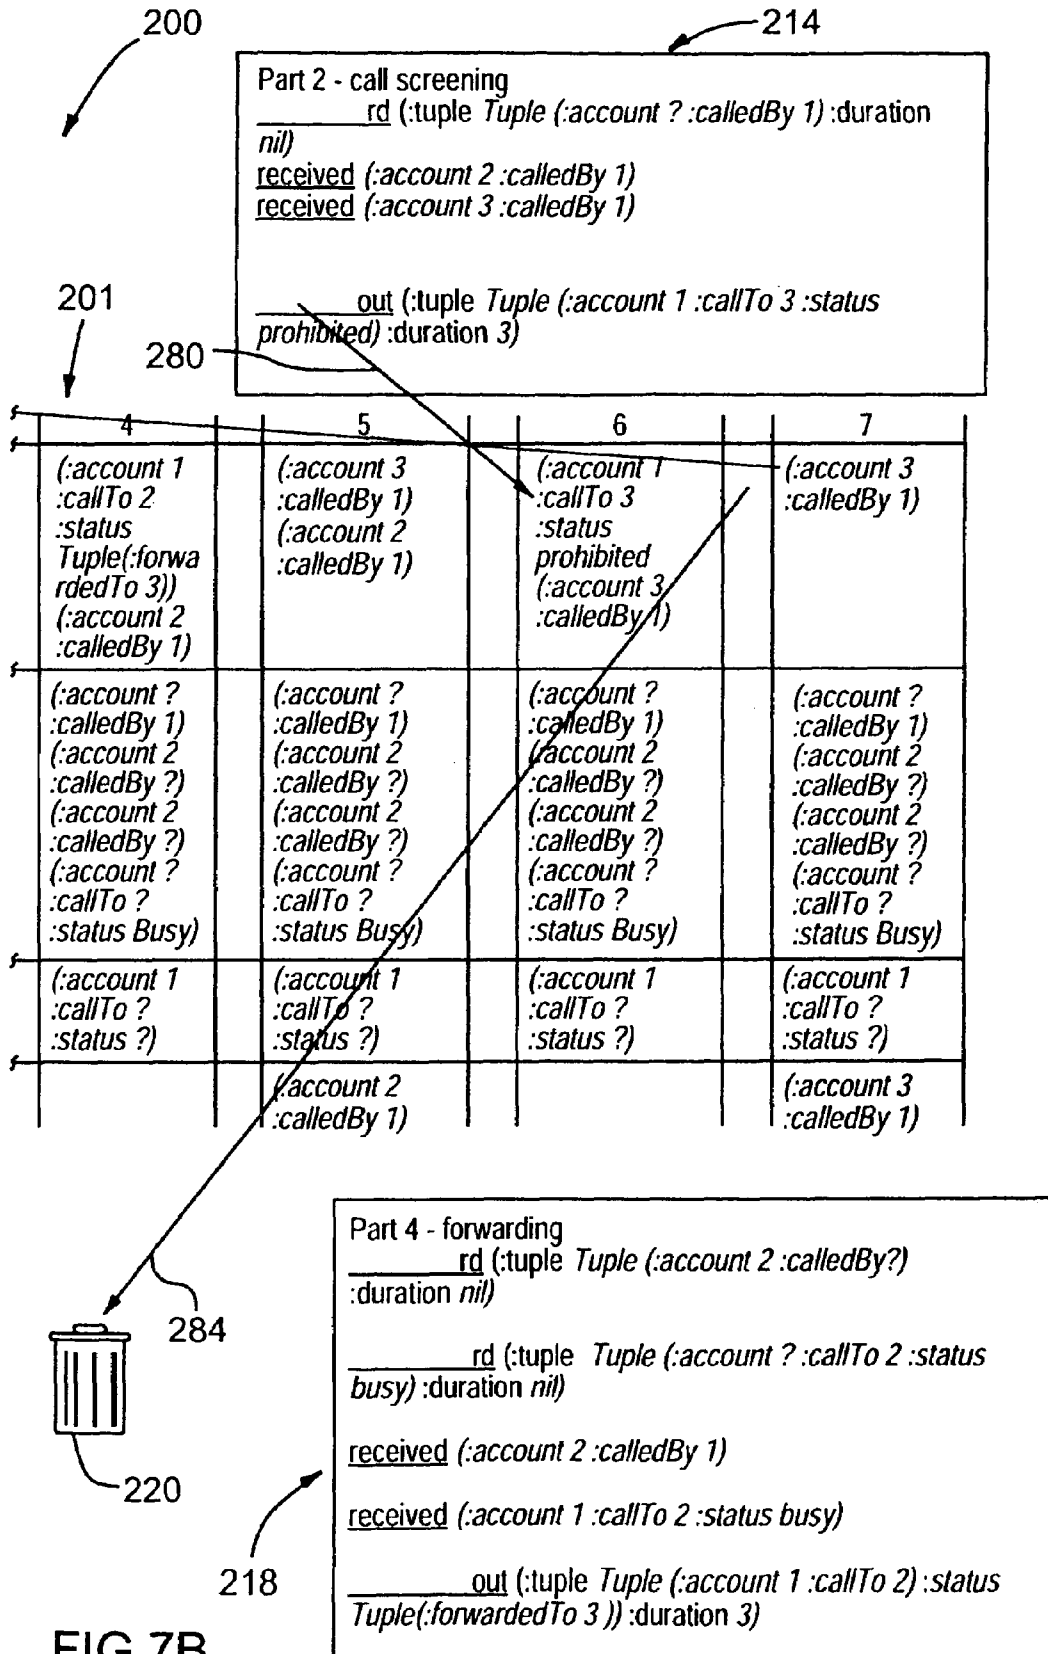 200
214
Part 2 - call screening
rd (:tuple Tuple (:account ? :calledBy 1) :duration
nil)
received (:account 2 :calledBy 1)
received (:account 3 :calledBy 1)
out (:tuple Tuple (:account 1 :callTo 3 :status
prohibited) :duration 3)
201
280
4 5 6 7
(:account 1
:callTo 2
:status
Tuple(:forwa
rdedTo 3))
(:account 2
:calledBy 1)
(:account 3
:calledBy 1)
(:account 2
:calledBy 1)
(:account 1
:callTo 3
:status
prohibited
(:account 3
:calledBy 1)
(:account 3
:calledBy 1)
(:account ?
:calledBy 1)
(:account 2
:calledBy ?)
(:account 2
:calledBy ?)
(:account ?
:callTo ?
:status Busy)
(:account ?
:calledBy 1)
(:account 2
:calledBy ?)
(:account 2
:calledBy ?)
(:account ?
:callTo ?
:status Busy)
(:account ?
:calledBy 1)
(:account 2
:calledBy ?)
(:account 2
:calledBy ?)
(:account ?
:callTo ?
:status Busy)
(:account ?
:calledBy 1)
(:account 2
:calledBy ?)
(:account 2
:calledBy ?)
(:account ?
:callTo ?
:status Busy)
(:account 1
:callTo ?
:status ?)
(:account 1
:callTo ?
:status ?)
(:account 1
:callTo ?
:status ?)
(:account 1
:callTo ?
:status ?)
(:account 2
:calledBy 1)
(:account 3
:calledBy 1)
284
220
218
Part 4 - forwarding
rd (:tuple Tuple (:account 2 :calledBy?)
:duration nil)
rd (:tuple Tuple (:account ? :callTo 2 :status
busy) :duration nil)
received (:account 2 :calledBy 1)
received (:account 1 :callTo 2 :status busy)
out (:tuple Tuple (:account 1 :callTo 2) :status
Tuple(:forwardedTo 3 )) :duration 3)
FIG 7B